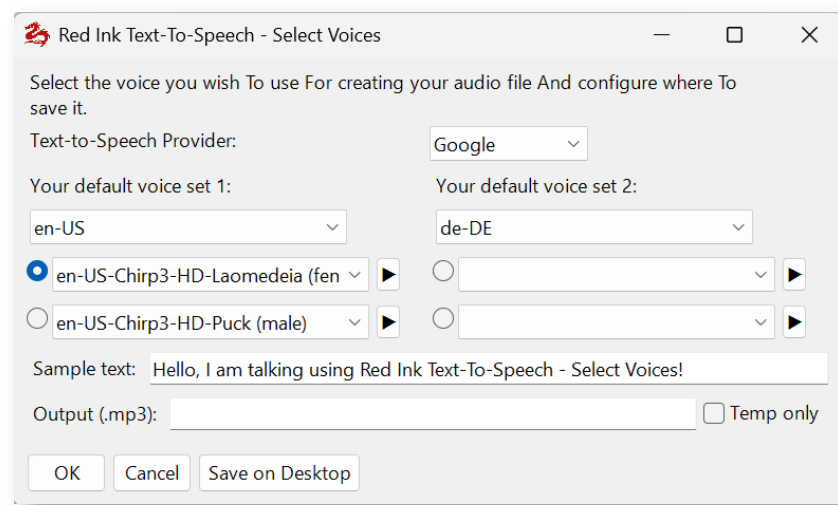 Red Ink Text-To-Speech - Select Voices
Select the voice you wish To use For creating your audio file And configure where To
save it.
Text-to-Speech Provider: Google
Your default voice set 1: Your default voice set 2:
en-US de-DE
en-US-Chirp3-HD-Laomedeia (fen
en-US-Chirp3-HD-Puck (male)
Sample text: Hello, I am talking using Red Ink Text-To-Speech - Select Voices!
Output (.mp3): Temp only
OK Cancel Save on Desktop